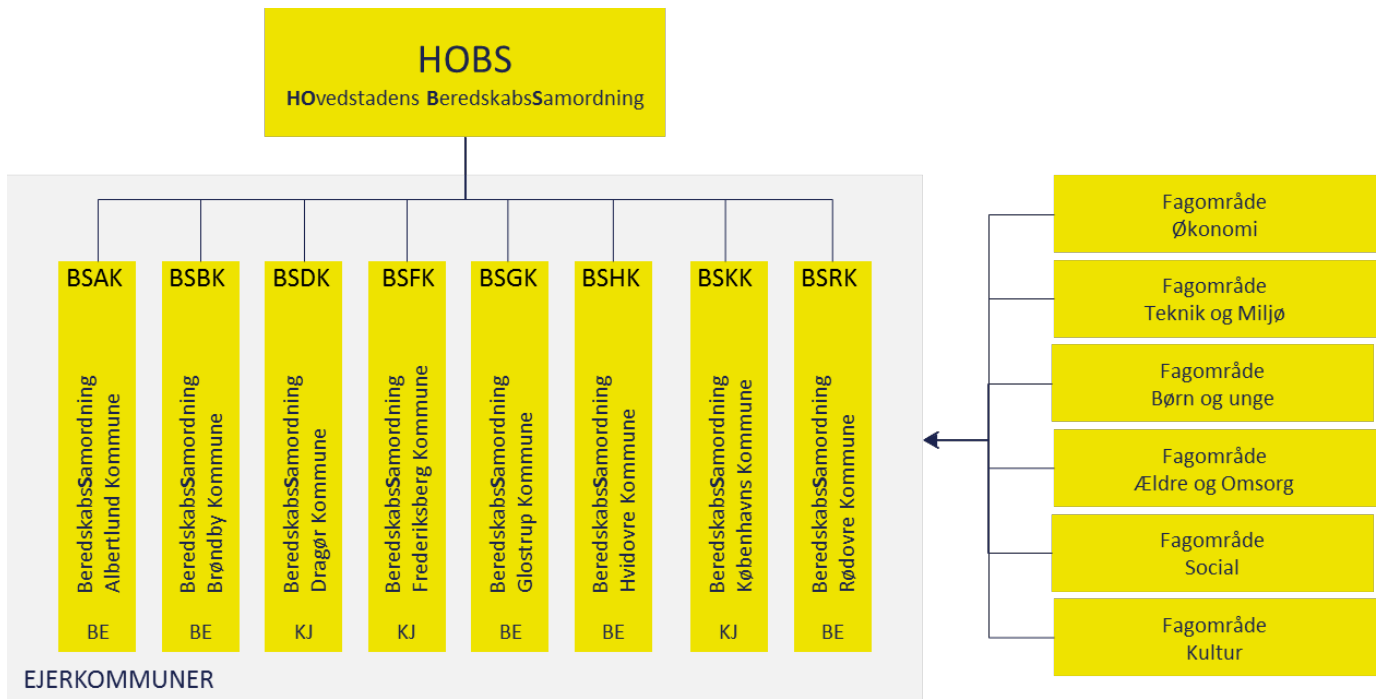 HOBS
HOvedstadens BeredskabsSamordning
BSAK
BeredskabsSamordning
Albertlund Kommune
BE
BSBK
BeredskabsSamordning
Brøndby Kommune
BE
BSDK
BeredskabsSamordning
Dragør Kommune
KJ
BSFK
BeredskabsSamordning
Frederiksberg Kommune
KJ
BSGK
BeredskabsSamordning
Glostrup Kommune
BE
BSHK
BeredskabsSamordning
Hvidovre Kommune
BE
BSKK
BeredskabsSamordning
Københavns Kommune
KJ
BSRK
BeredskabsSamordning
Rødovre Kommune
BE
EJERKOMMUNER
Fagområde
Økonomi
Fagområde
Teknik og Miljø
Fagområde
Børn og unge
Fagområde
Ældre og Omsorg
Fagområde
Social
Fagområde
Kultur